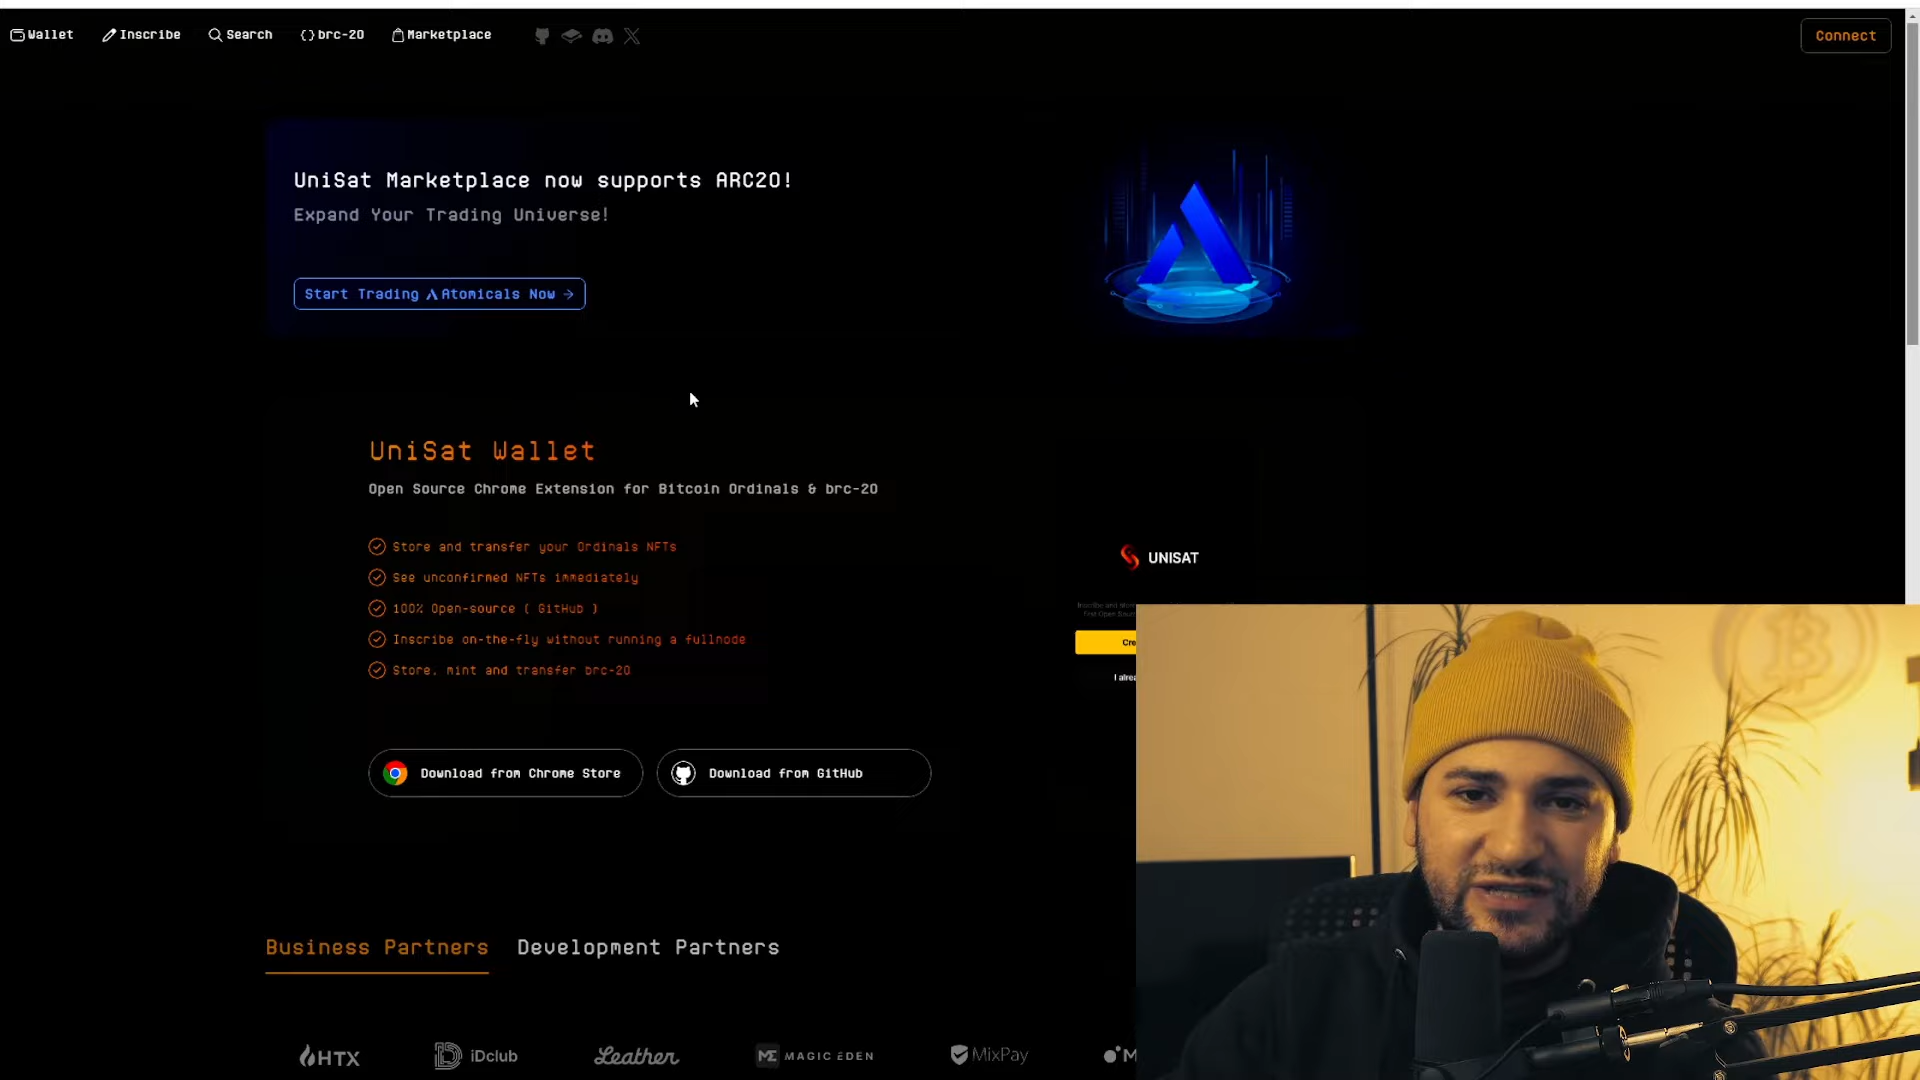 Wallet Inscribe Search brc-20 Marketplace Connect
UniSat Marketplace now supports ARC20!
Expand Your Trading Universe!
Start Trading Atomicals Now →
UniSat Wallet
Open Source Chrome Extension for Bitcoin Ordinals & brc-20
Store and transfer your Ordinals NFTs
See unconfirmed NFTs immediately
100% Open-source ( GitHub )
Inscribe on-the-fly without running a fullnode
Store, mint and transfer brc-20
Download from Chrome Store
Download from GitHub
UNISAT
Cre
I alrea
Business Partners
Development Partners
HTX
iDclub
Leather
ME MAGIC EDEN
MixPay
M